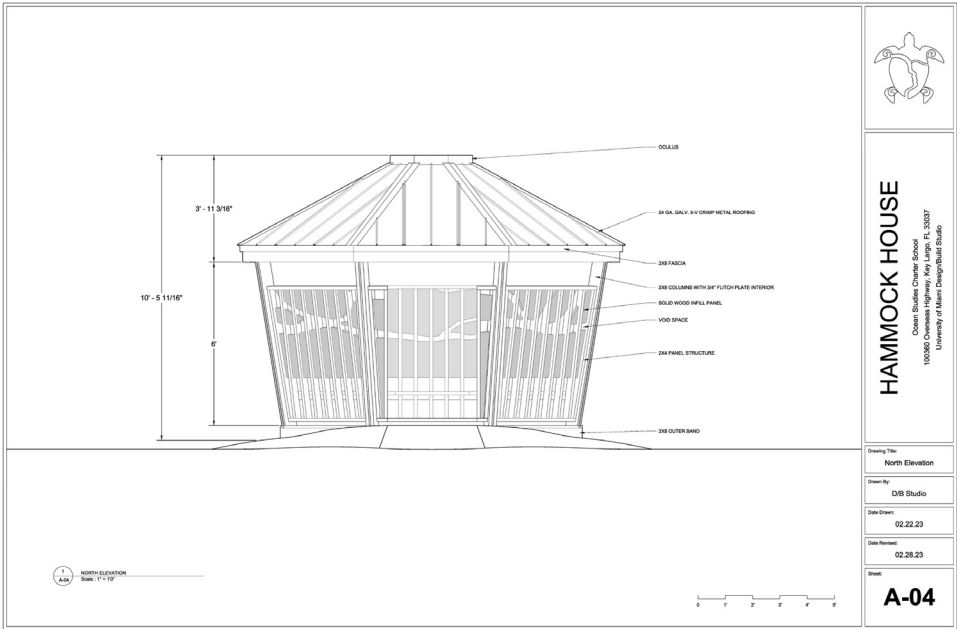 OCULUS
3' - 11 3/16"
24 GA. GALV. 5-V CRIMP METAL ROOFING
2X8 FASCIA
2X8 COLUMNS WITH 3/4" FLITCH PLATE INTERIOR
10' - 5 11/16"
SOLID WOOD INFILL PANEL
VOID SPACE
6'
2X4 PANEL STRUCTURE
2X8 OUTER BAND
1
A-04
NORTH ELEVATION
Scale : 1" = 1'0"
0 1' 2' 3' 4' 5'
HAMMOCK HOUSE
Ocean Studies Charter School
100360 Overseas Highway, Key Largo, FL 33037
University of Miami Design/Build Studio
Drawing Title:
North Elevation
Drawn By:
D/B Studio
Date Drawn:
02.22.23
Date Revised:
02.28.23
Sheet:
A-04